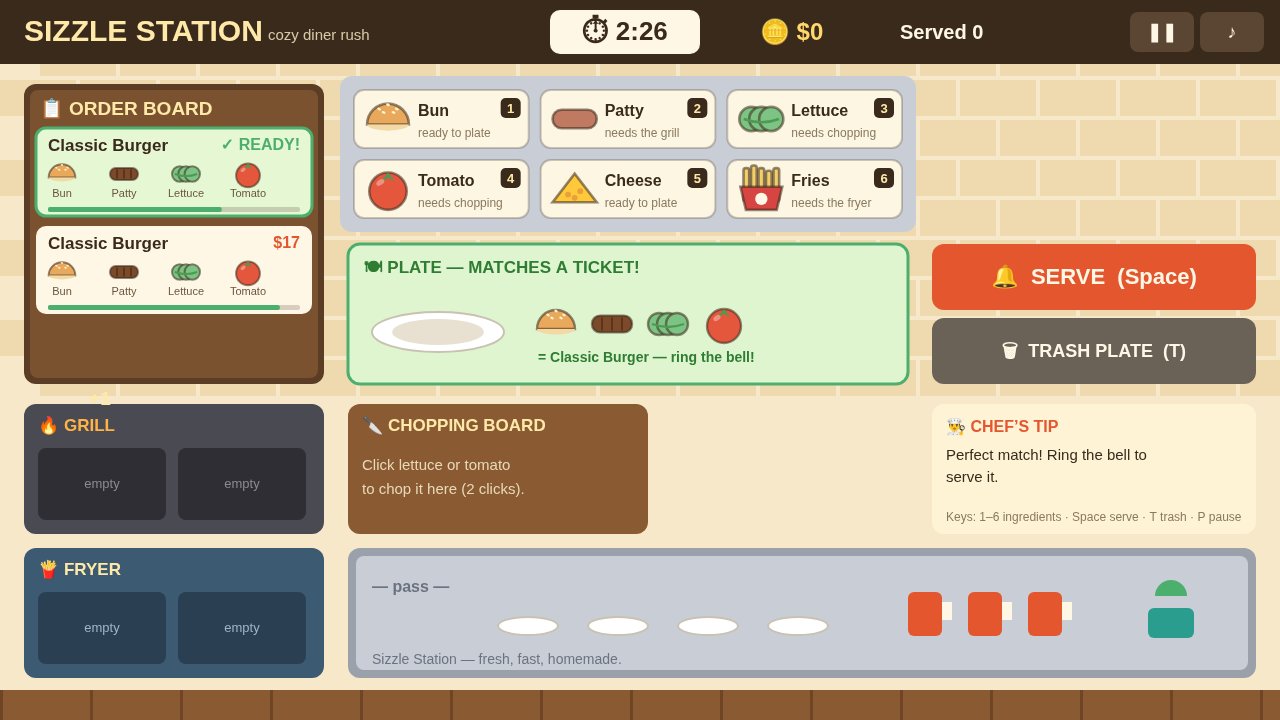 SIZZLE STATION cozy diner rush
2:26
$0
Served 0
ORDER BOARD
Classic Burger ✓ READY!
Bun Patty Lettuce Tomato
Classic Burger $17
Bun Patty Lettuce Tomato
Bun 1
ready to plate
Patty 2
needs the grill
Lettuce 3
needs chopping
Tomato 4
needs chopping
Cheese 5
ready to plate
Fries 6
needs the fryer
PLATE — MATCHES A TICKET!
= Classic Burger — ring the bell!
SERVE (Space)
TRASH PLATE (T)
GRILL
empty empty
CHOPPING BOARD
Click lettuce or tomato
to chop it here (2 clicks).
CHEF’S TIP
Perfect match! Ring the bell to
serve it.
Keys: 1–6 ingredients · Space serve · T trash · P pause
FRYER
empty empty
— pass —
Sizzle Station — fresh, fast, homemade.